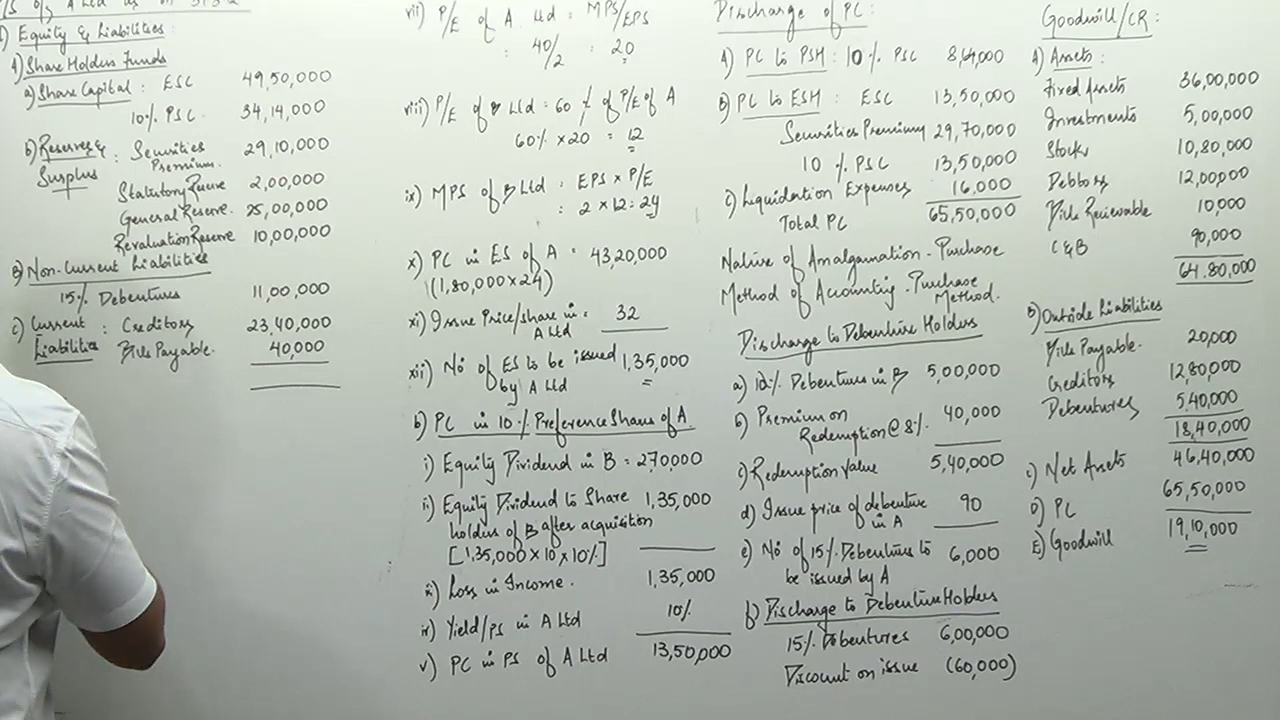 B/S of A Ltd as on 31.3.2
I) Equity & Liabilities :
A) Share Holders Funds
a) Share Capital : ESC 49,50,000
10% PSC. 34,14,000
b) Reserves & Surplus : Securities Premium. 29,10,000
Statutory Reserve 2,00,000
General Reserve. 25,00,000
Revaluation Reserve 10,00,000
B) Non-Current Liabilities
15% Debentures 11,00,000
C) Current Liabilities : Creditors 23,40,000
Bills Payable. 40,000
vii) P/E of A Ltd = MPS/EPS
: 40/2 = 20
viii) P/E of B Ltd = 60 % of P/E of A
60% × 20 = 12
ix) MPS of B Ltd = EPS × P/E
: 2 × 12 = 24
x) PC in ES of A = 43,20,000
(1,80,000×24)
xi) Issue Price/share in A Ltd = 32
xii) No of ES to be issued by A Ltd 1,35,000
b) PC in 10% Preference Shares of A.
i) Equity Dividend in B = 2,70,000
ii) Equity Dividend to Share 1,35,000
holders of B after acquisition
[1,35,000 × 10 × 10%]
iii) Loss in Income. 1,35,000
iv) Yield/PS in A Ltd 10%
v) PC in PS of A Ltd 13,50,000
Discharge of PC :
A) PC to PSH : 10% PSC 8,64,000
B) PC to ESH : ESC 13,50,000
Securities Premium 29,70,000
10 % PSC 13,50,000
C) Liquidation Expenses 16,000
Total PC 65,50,000
Nature of Amalgamation - Purchase
Method of Accounting - Purchase Method.
Discharge to Debenture Holders
a) 10% Debentures in B 5,00,000
b) Premium on Redemption @ 8%. 40,000
c) Redemption Value 5,40,000
d) Issue price of debenture in A 90
e) No of 15% Debentures to 6,000
be issued by A
f) Discharge to Debenture Holders
15% Debentures 6,00,000
Discount on issue (60,000)
Goodwill/CR :
A) Assets :
Fixed Assets 36,00,000
Investments 5,00,000
Stocks 10,80,000
Debtors 12,00,000
Bills Receivable 10,000
C & B 90,000
64,80,000
B) Outside Liabilities
Bills Payable. 20,000
Creditors 12,80,000
Debentures 5,40,000
18,40,000
C) Net Assets 46,40,000
D) PC 65,50,000
E) Goodwill 19,10,000